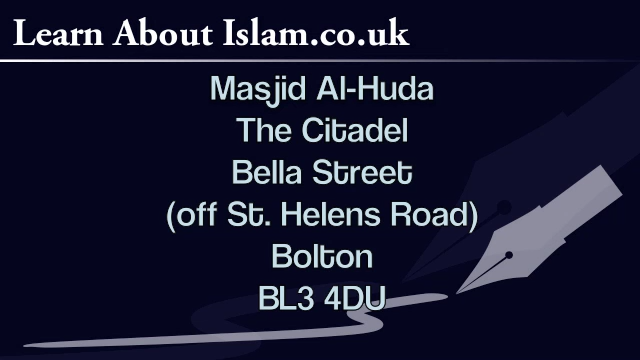 Learn About Islam.co.uk
Masjid Al-Huda
The Citadel
Bella Street
(off St. Helens Road)
Bolton
BL3 4DU